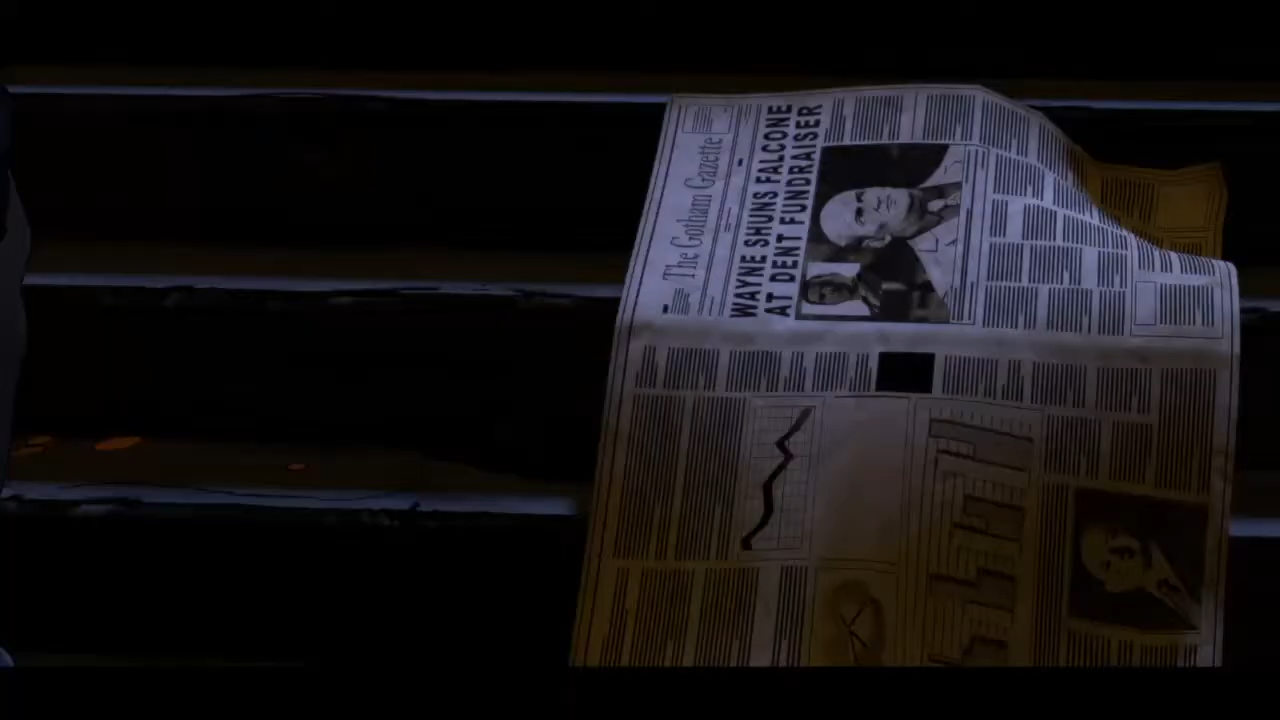 The Gotham Gazette
WAYNE SHUNS FALCONE
AT DENT FUNDRAISER